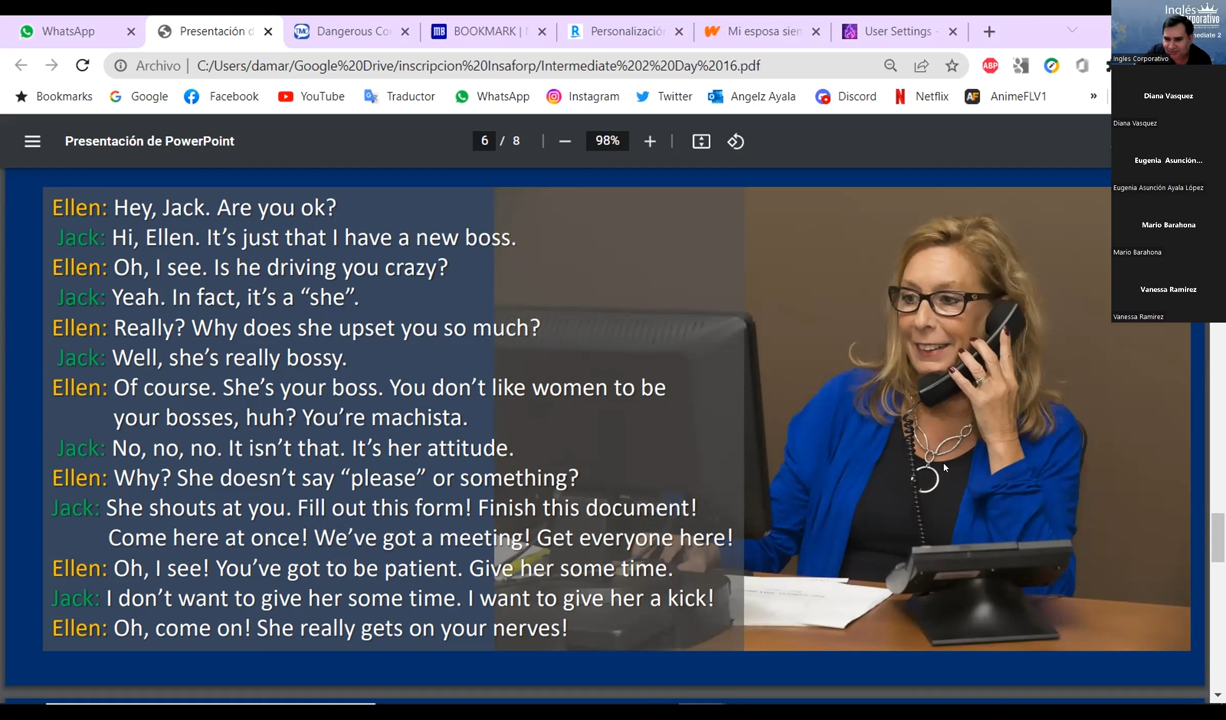 WhatsApp
Presentación d
Dangerous Co
BOOKMARK |
Personalizació
Mi esposa sien
User Settings -
Inglés
Corporativo
mediate 2
Ingles Corporativo
Archivo
C:/Users/damar/Google%20Drive/inscripcion%20Insaforp/Intermediate%202%20Day%2016.pdf
ABP
Bookmarks
Google
Facebook
YouTube
Traductor
WhatsApp
Instagram
Twitter
Angelz Ayala
Discord
Netflix
AF
AnimeFLV1
»
Diana Vasquez
Diana Vasquez
Eugenia Asunción...
Eugenia Asunción Ayala López
Mario Barahona
Mario Barahona
Vanessa Ramirez
Vanessa Ramirez
Presentación de PowerPoint
6 / 8
98%
Ellen: Hey, Jack. Are you ok?
Jack: Hi, Ellen. It’s just that I have a new boss.
Ellen: Oh, I see. Is he driving you crazy?
Jack: Yeah. In fact, it’s a “she”.
Ellen: Really? Why does she upset you so much?
Jack: Well, she’s really bossy.
Ellen: Of course. She’s your boss. You don’t like women to be
your bosses, huh? You’re machista.
Jack: No, no, no. It isn’t that. It’s her attitude.
Ellen: Why? She doesn’t say “please” or something?
Jack: She shouts at you. Fill out this form! Finish this document!
Come here at once! We’ve got a meeting! Get everyone here!
Ellen: Oh, I see! You’ve got to be patient. Give her some time.
Jack: I don’t want to give her some time. I want to give her a kick!
Ellen: Oh, come on! She really gets on your nerves!